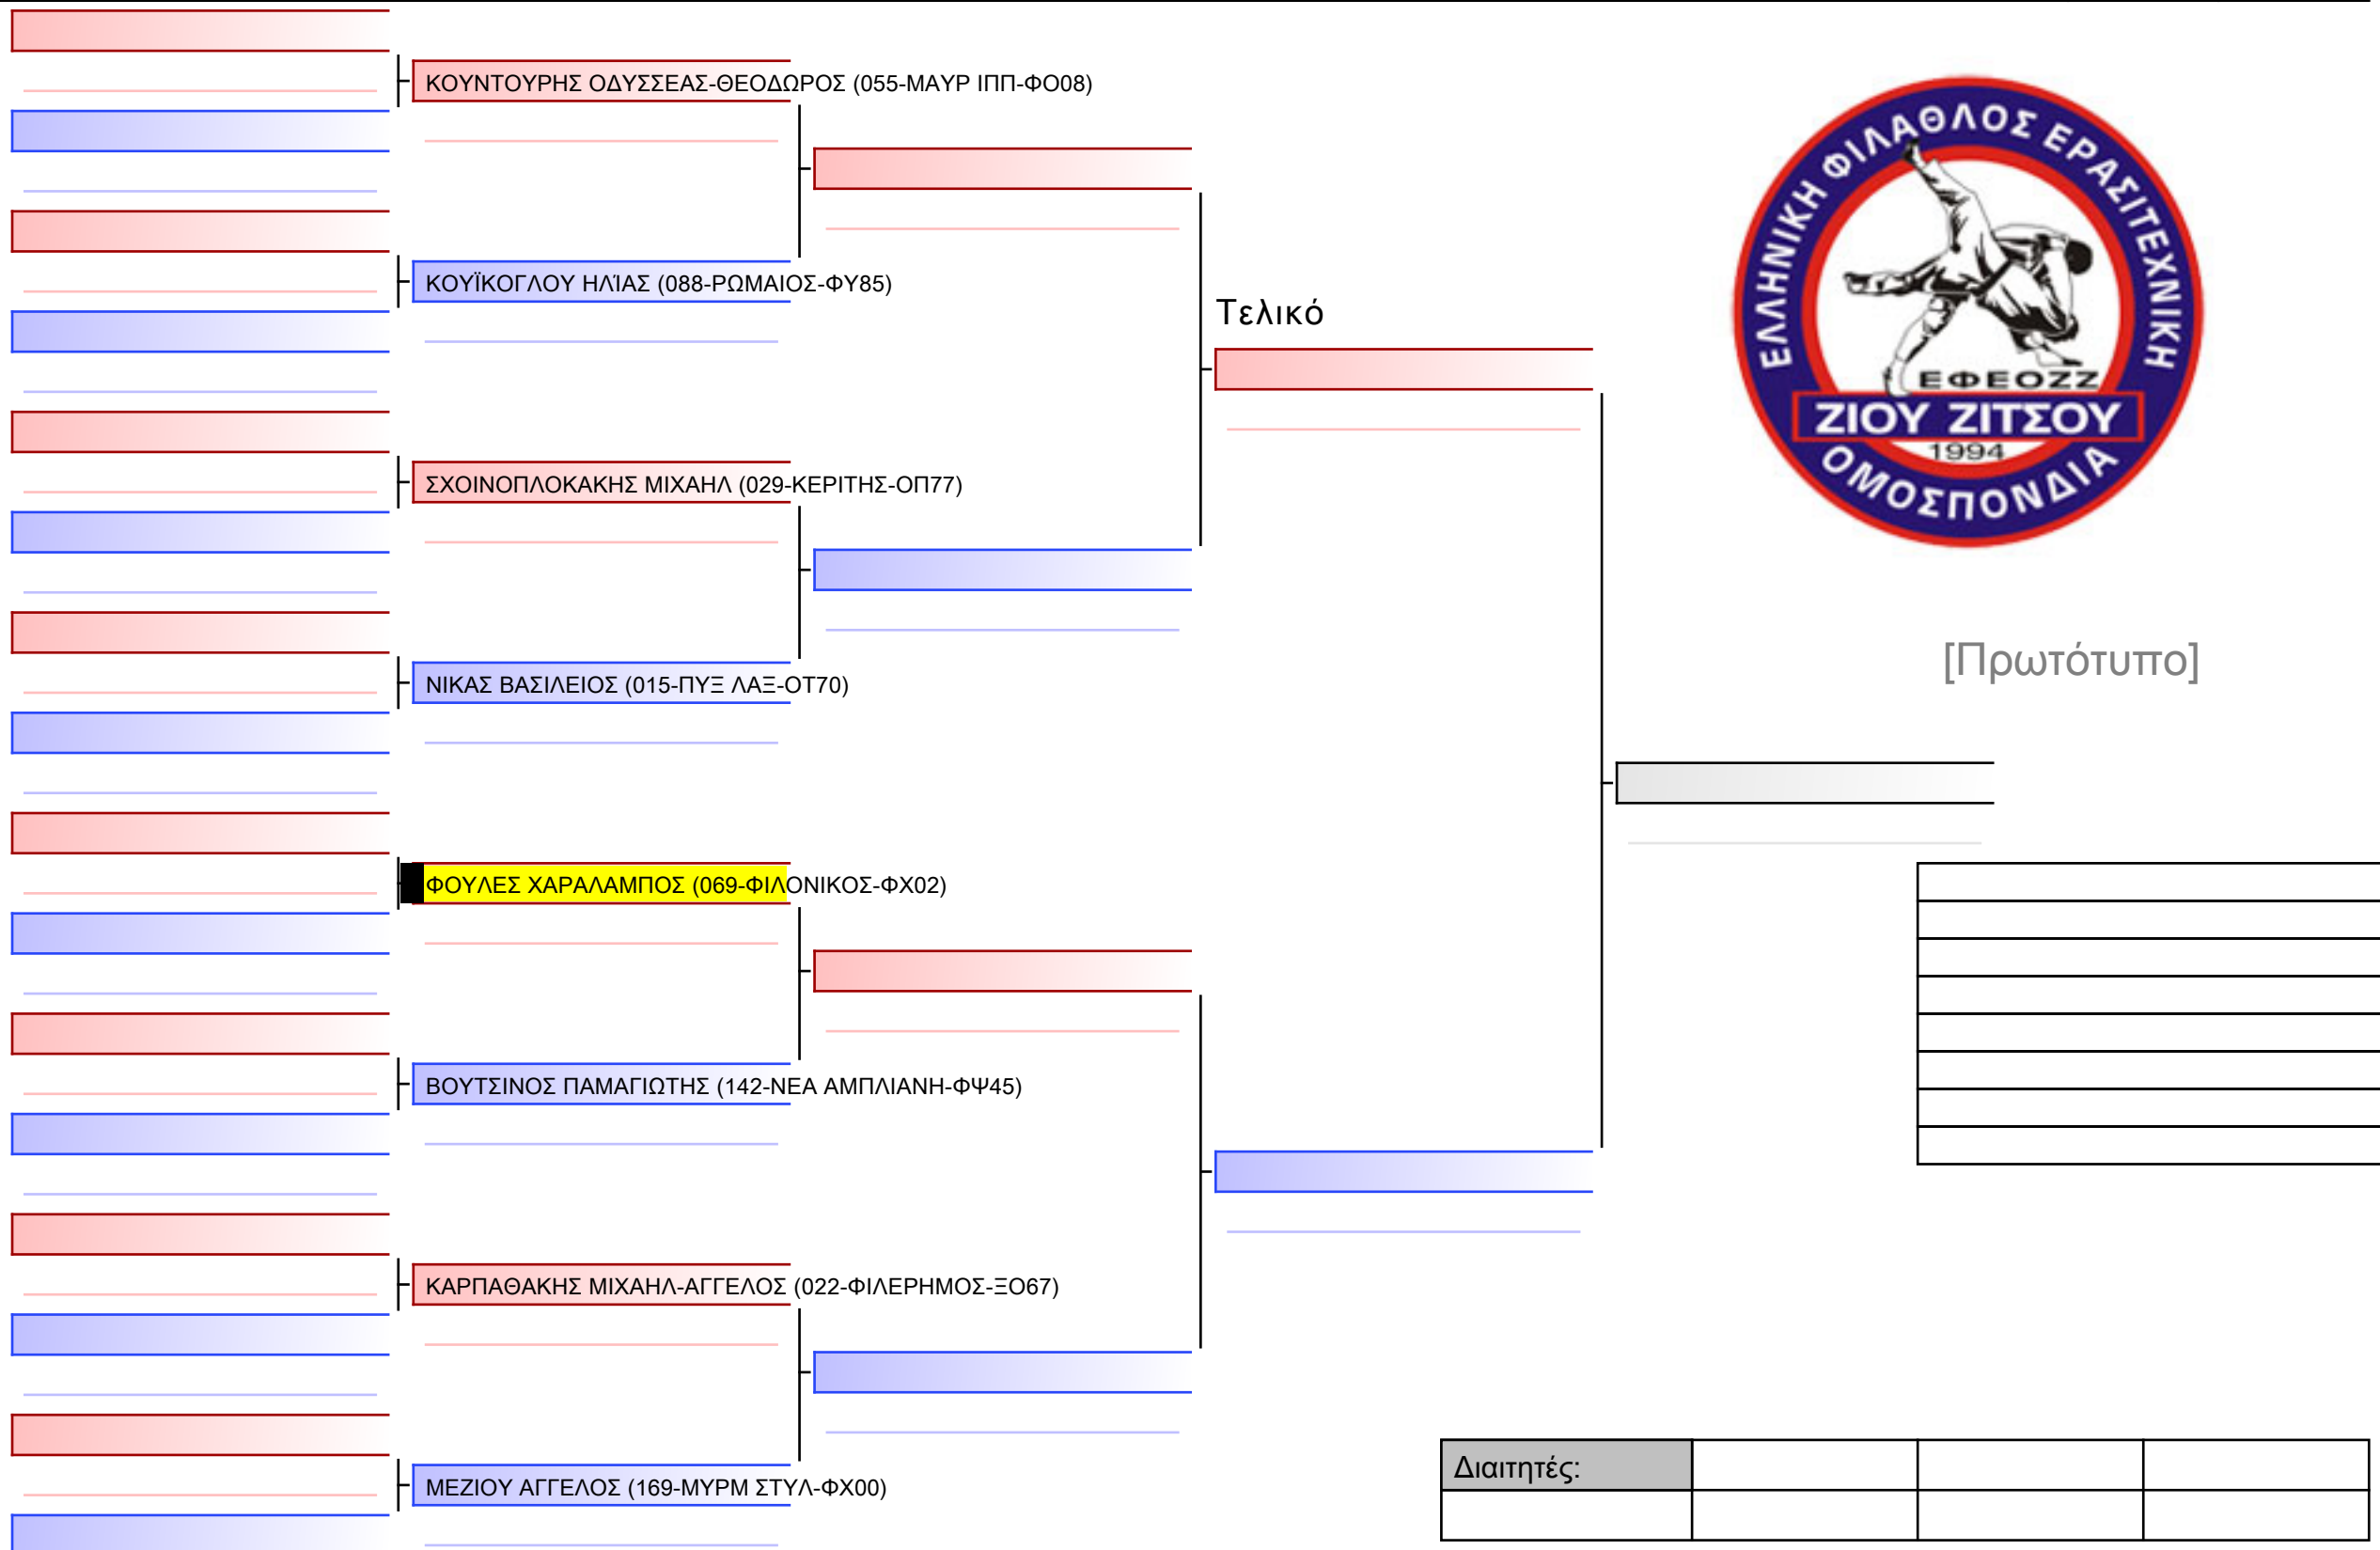 ΚΟΥΝΤΟΥΡΗΣ ΟΔΥΣΣΕΑΣ-ΘΕΟΔΩΡΟΣ (055-ΜΑΥΡ ΙΠΠ-ΦΟ08)
ΚΟΥΪΚΟΓΛΟΥ ΗΛΊΑΣ (088-ΡΩΜΑΙΟΣ-ΦΥ85)
ΣΧΟΙΝΟΠΛΟΚΑΚΗΣ ΜΙΧΑΗΛ (029-ΚΕΡΙΤΗΣ-ΟΠ77)
ΝΙΚΑΣ ΒΑΣΙΛΕΙΟΣ (015-ΠΥΞ ΛΑΞ-ΟΤ70)
ΦΟΥΛΕΣ ΧΑΡΑΛΑΜΠΟΣ (069-ΦΙΛΟΝΙΚΟΣ-ΦΧ02)
ΒΟΥΤΣΙΝΟΣ ΠΑΜΑΓΙΩΤΗΣ (142-ΝΕΑ ΑΜΠΛΙΑΝΗ-ΦΨ45)
ΚΑΡΠΑΘΑΚΗΣ ΜΙΧΑΗΛ-ΑΓΓΕΛΟΣ (022-ΦΙΛΕΡΗΜΟΣ-ΞΟ67)
ΜΕΖΙΟΥ ΑΓΓΕΛΟΣ (169-ΜΥΡΜ ΣΤΥΛ-ΦΧ00)
Τελικό
ΕΛΛΗΝΙΚΗ ΦΙΛΑΘΛΟΣ ΕΡΑΣΙΤΕΧΝΙΚΗ
ΕΦΕΟΖΖ
ΖΙΟΥ ΖΙΤΣΟΥ
1994
ΟΜΟΣΠΟΝΔΙΑ
[Πρωτότυπο]
Διαιτητές: